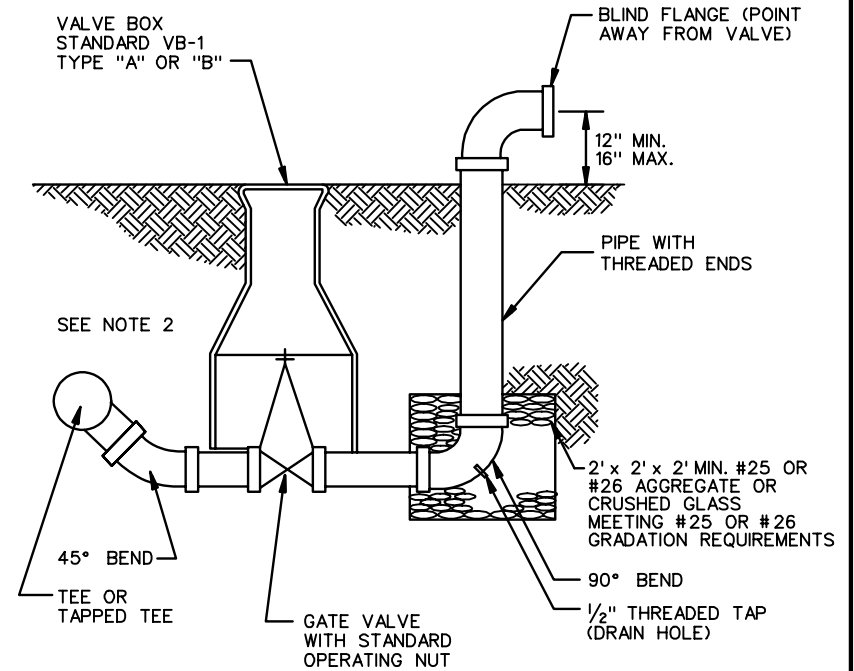 VALVE BOX
STANDARD VB-1
TYPE "A" OR "B"
BLIND FLANGE (POINT
AWAY FROM VALVE)
12" MIN.
16" MAX.
PIPE WITH
THREADED ENDS
SEE NOTE 2
2' x 2' x 2' MIN. #25 OR
#26 AGGREGATE OR
CRUSHED GLASS
MEETING #25 OR #26
GRADATION REQUIREMENTS
45° BEND
90° BEND
TEE OR
TAPPED TEE
1/2" THREADED TAP
(DRAIN HOLE)
GATE VALVE
WITH STANDARD
OPERATING NUT